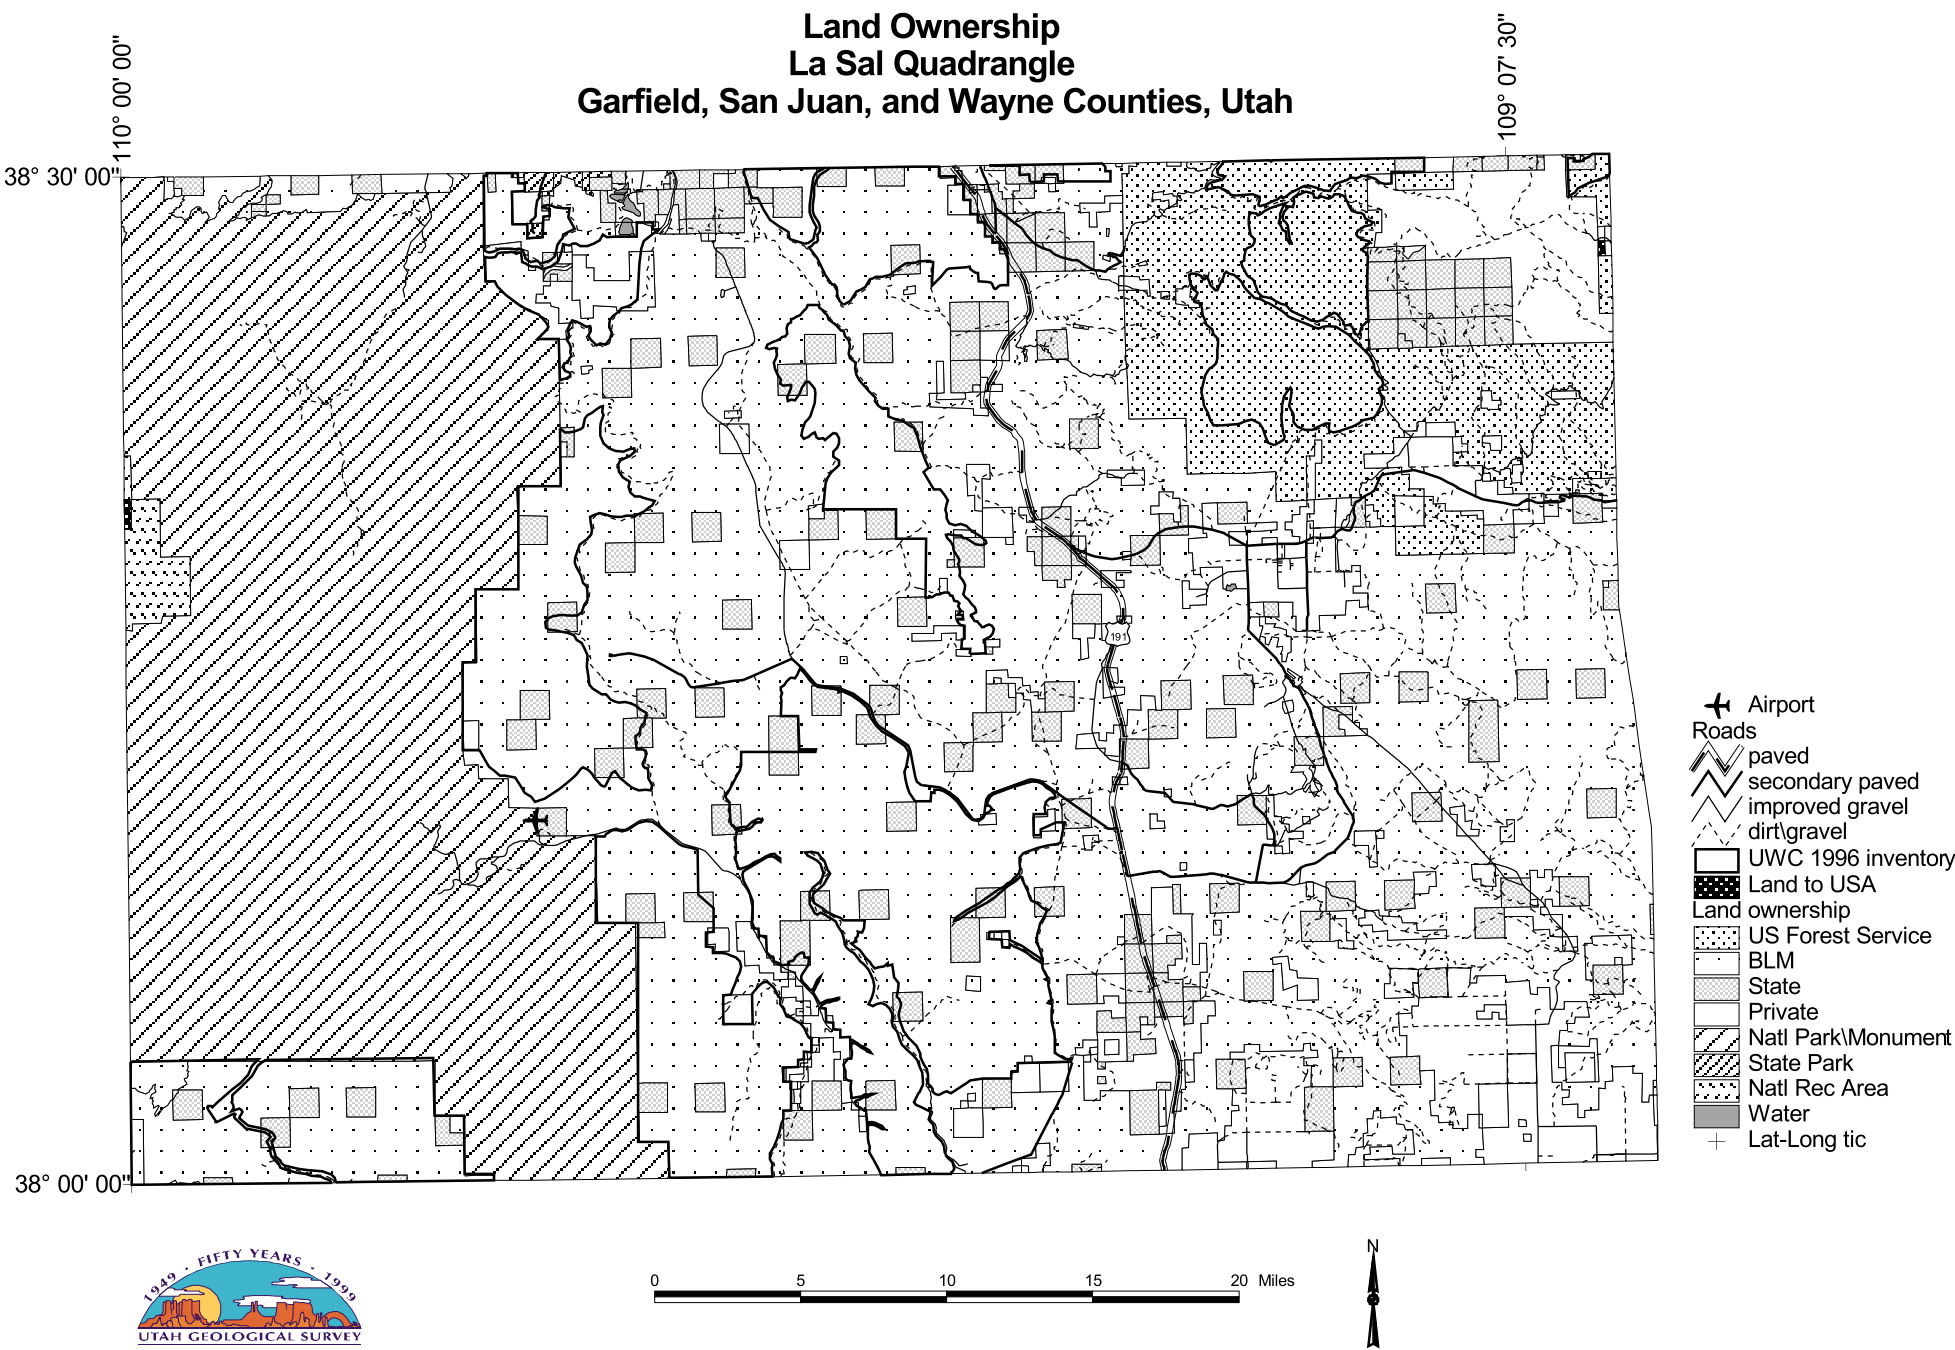 Land Ownership
La Sal Quadrangle
Garfield, San Juan, and Wayne Counties, Utah
110° 00' 00"
109° 07' 30"
38° 30' 00"
191
Airport
Roads
paved
secondary paved
improved gravel
dirt\gravel
UWC 1996 inventory
Land to USA
Land ownership
US Forest Service
BLM
State
Private
Natl Park\Monument
State Park
Natl Rec Area
Water
Lat-Long tic
38° 00' 00"
1949 - FIFTY YEARS - 1999
UTAH GEOLOGICAL SURVEY
0 5 10 15 20 Miles
N